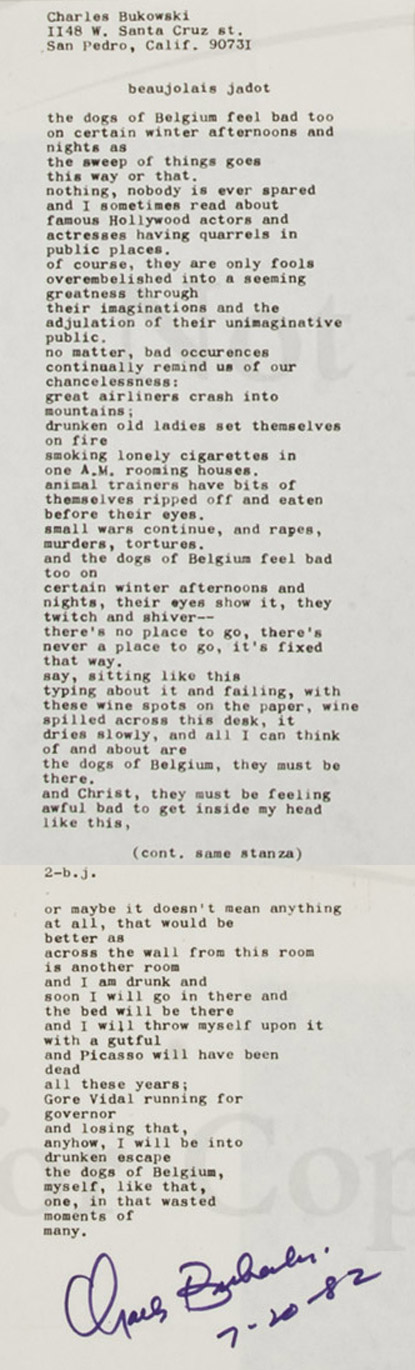 Charles Bukowski
II48 W. Santa Cruz st.
San Pedro, Calif. 9073I
beaujolais jadot
the dogs of Belgium feel bad too
on certain winter afternoons and
nights as
the sweep of things goes
this way or that.
nothing, nobody is ever spared
and I sometimes read about
famous Hollywood actors and
actresses having quarrels in
public places.
of course, they are only fools
overembelished into a seeming
greatness through
their imaginations and the
adjulation of their unimaginative
public.
no matter, bad occurences
continually remind us of our
chancelessness:
great airliners crash into
mountains;
drunken old ladies set themselves
on fire
smoking lonely cigarettes in
one A.M. rooming houses.
animal trainers have bits of
themselves ripped off and eaten
before their eyes.
small wars continue, and rapes,
murders, tortures.
and the dogs of Belgium feel bad
too on
certain winter afternoons and
nights, their eyes show it, they
twitch and shiver--
there's no place to go, there's
never a place to go, it's fixed
that way.
say, sitting like this
typing about it and failing, with
these wine spots on the paper, wine
spilled across this desk, it
dries slowly, and all I can think
of and about are
the dogs of Belgium, they must be
there.
and Christ, they must be feeling
awful bad to get inside my head
like this,
(cont. same stanza)
2-b.j.
or maybe it doesn't mean anything
at all, that would be
better as
across the wall from this room
is another room
and I am drunk and
soon I will go in there and
the bed will be there
and I will throw myself upon it
with a gutful
and Picasso will have been
dead
all these years;
Gore Vidal running for
governor
and losing that,
anyhow, I will be into
drunken escape
the dogs of Belgium,
myself, like that,
one, in that wasted
moments of
many.
Charles Bukowski.
7-20-82